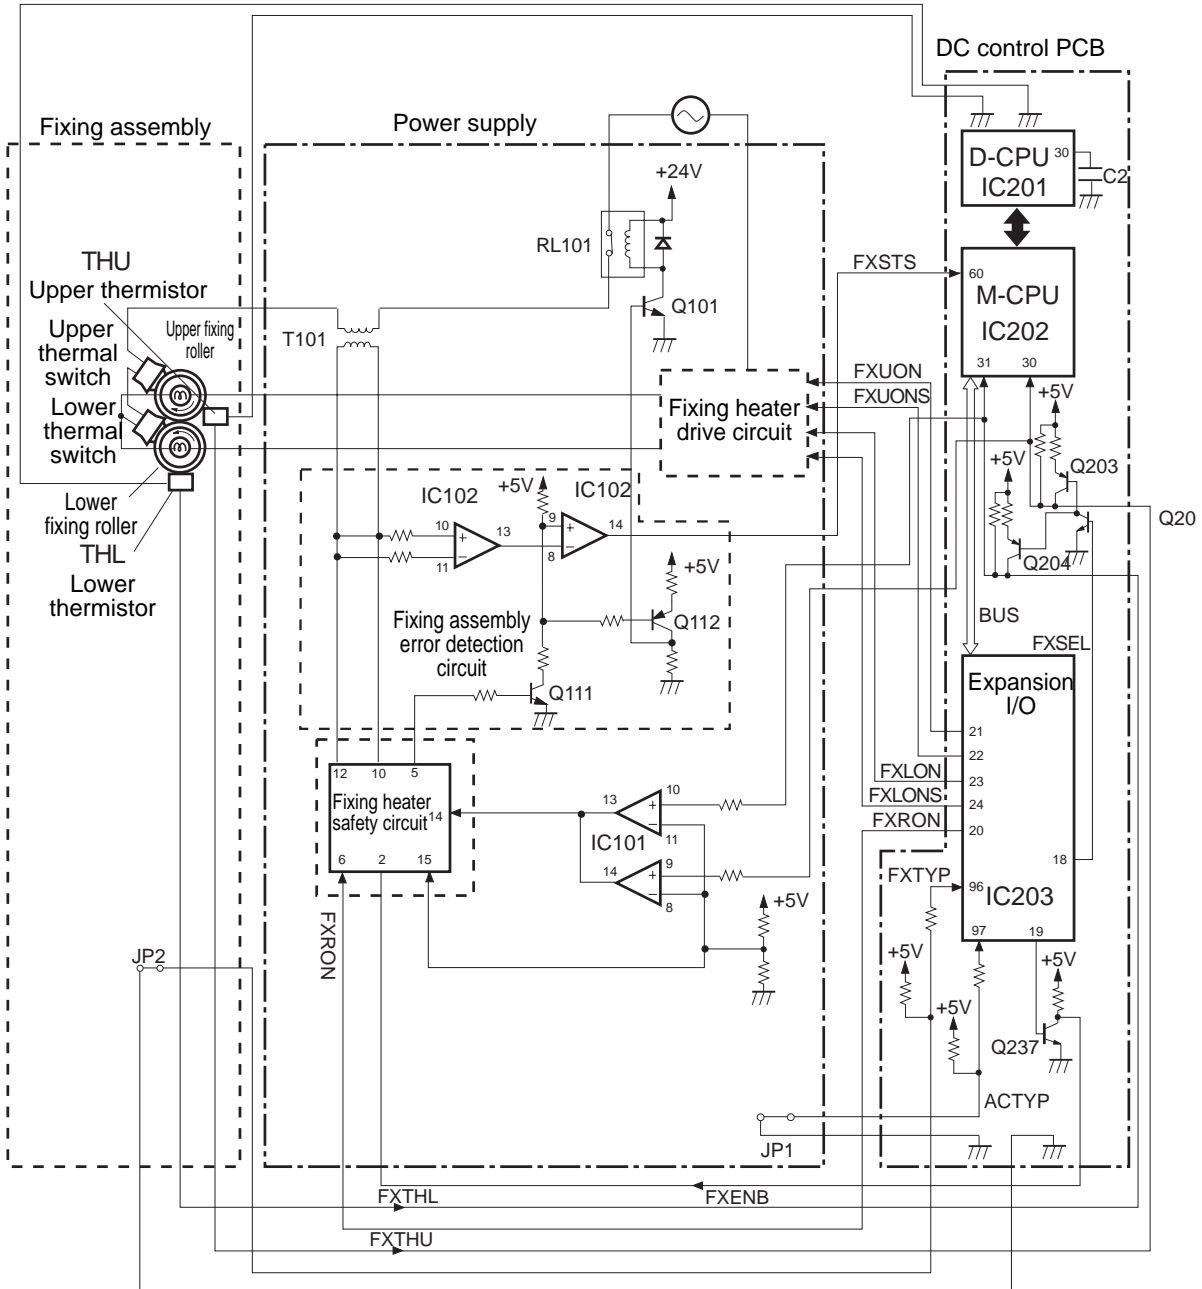 DC control PCB
Fixing assembly
Power supply
D-CPU
30
IC201
C2
+24V
RL101
THU
Upper thermistor
FXSTS
60
M-CPU
IC202
Q101
Upper
thermal
switch
Upper fixing
roller
T101
31
30
FXUON
+5V
FXUONS
Lower
thermal
switch
Fixing heater
drive circuit
+5V
Q203
IC102
+5V
IC102
Lower
fixing roller
10
13
9
14
8
11
Q20
THL
Lower
thermistor
+5V
Q204
Fixing assembly
error detection
circuit
Q112
BUS
FXSEL
Q111
Expansion
I/O
21
22
12
10
5
FXLON
23
Fixing heater
safety circuit
14
13
10
FXLONS
24
IC101
11
FXRON
20
6
2
15
14
9
18
8
FXTYP
96
IC203
+5V
FXRON
97
19
JP2
+5V
+5V
+5V
Q237
ACTYP
JP1
FXTHL
FXENB
FXTHU